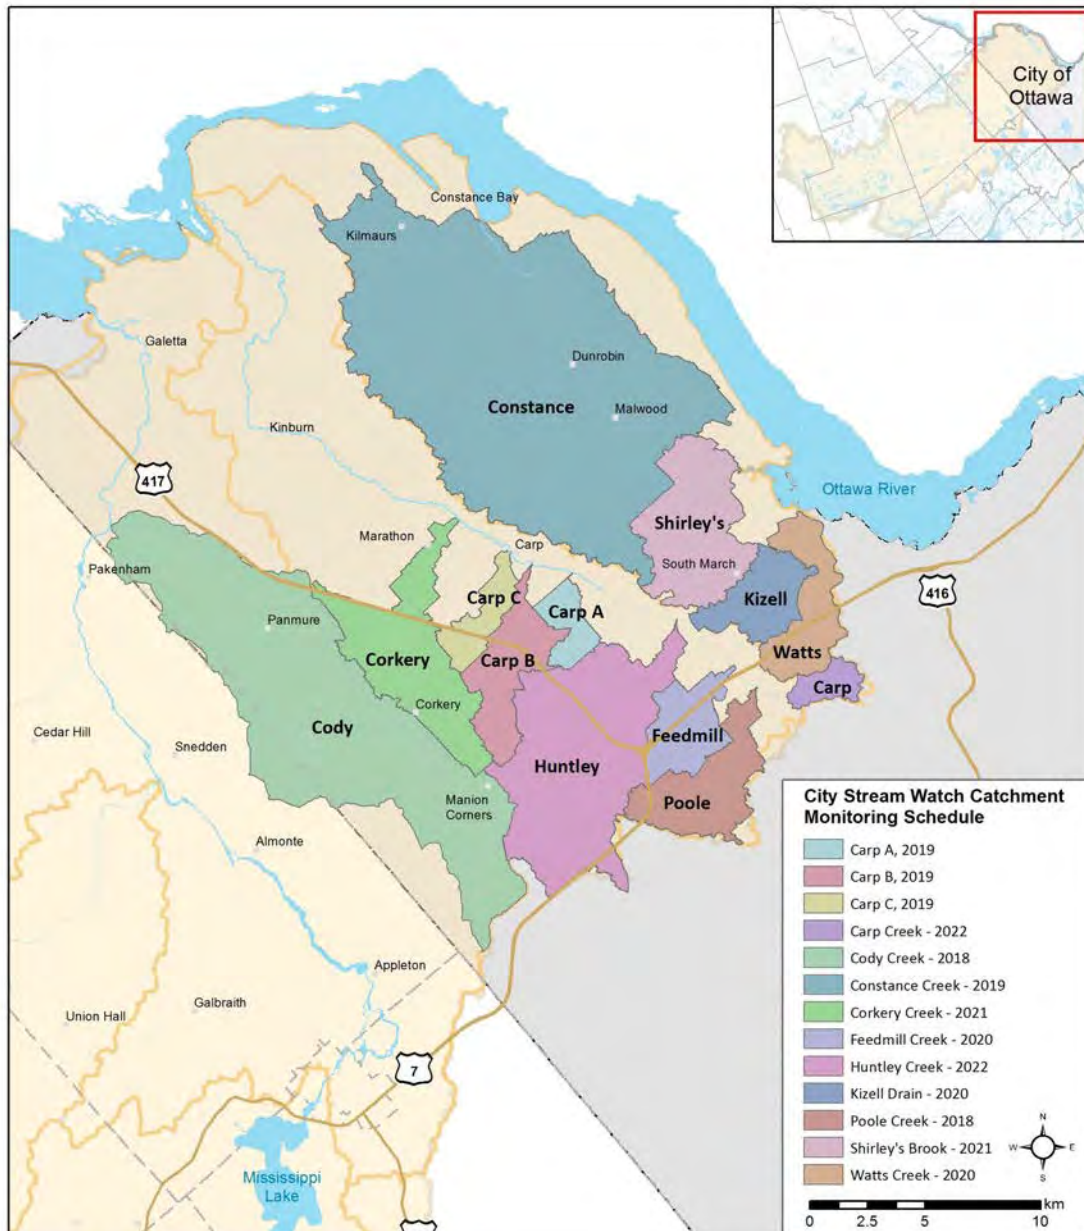 City of
Ottawa
Constance Bay
Kilmaurs
Galetta
Dunrobin
Constance
Malwood
Kinburn
417
Ottawa River
Shirley's
Marathon
Carp
South March
Pakenham
416
Carp C
Carp A
Kizell
Panmure
Corkery
Carp B
Watts
Carp
Corkery
Cody
Cedar Hill
Snedden
Feedmill
Huntley
Manion
Corners
Poole
Almonte
Appleton
Galbraith
Union Hall
7
Mississippi
Lake
City Stream Watch Catchment
Monitoring Schedule
Carp A, 2019
Carp B, 2019
Carp C, 2019
Carp Creek - 2022
Cody Creek - 2018
Constance Creek - 2019
Corkery Creek - 2021
Feedmill Creek - 2020
Huntley Creek - 2022
Kizell Drain - 2020
Poole Creek - 2018
Shirley's Brook - 2021
Watts Creek - 2020
N
W E
S
km
0 2.5 5 10